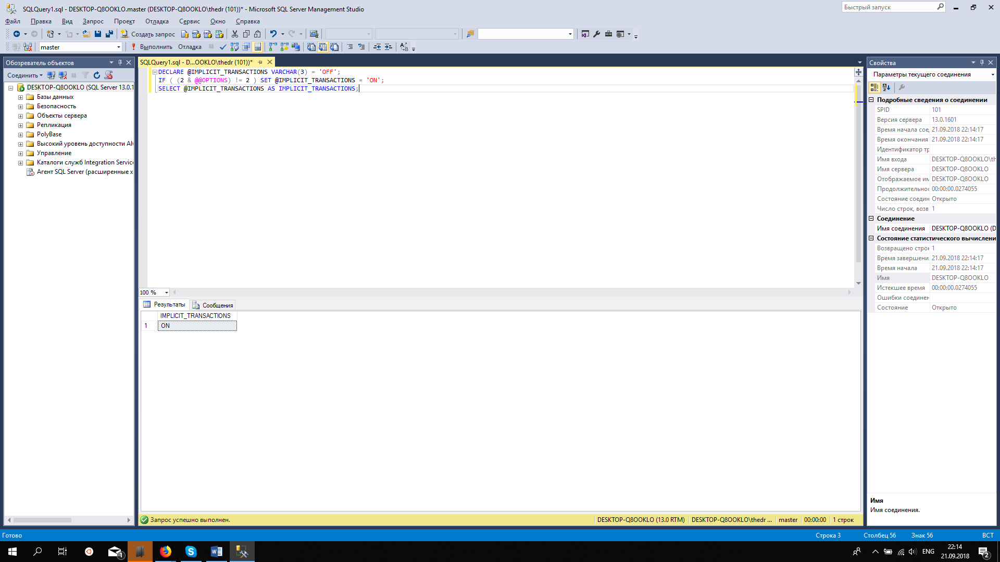 SQLQuery1.sql - DESKTOP-Q8OOKLO.master (DESKTOP-Q8OOKLO\thedr (101))* - Microsoft SQL Server Management Studio
Быстрый запуск
Файл Правка Вид Запрос Проект Отладка Сервис Окно Справка
Создать запрос
master
Выполнить Отладка
Обозреватель объектов
Соединить
DESKTOP-Q8OOKLO (SQL Server 13.0.1
Базы данных
Безопасность
Объекты сервера
Репликация
PolyBase
Высокий уровень доступности Al
Управление
Каталоги служб Integration Servic
Агент SQL Server (расширенные х
SQLQuery1.sql - D...OOKLO\thedr (101))*
DECLARE @IMPLICIT_TRANSACTIONS VARCHAR(3) = 'OFF';
IF ( (2 & @@OPTIONS) != 2 ) SET @IMPLICIT_TRANSACTIONS = 'ON';
SELECT @IMPLICIT_TRANSACTIONS AS IMPLICIT_TRANSACTIONS;
100 %
Результаты Сообщения
IMPLICIT_TRANSACTIONS
1 ON
Запрос успешно выполнен.
DESKTOP-Q8OOKLO (13.0 RTM) DESKTOP-Q8OOKLO\thedr ... master 00:00:00 1 строк
Свойства
Параметры текущего соединения
Подробные сведения о соединении
SPID 101
Версия сервера 13.0.1601
Время начала сое 21.09.2018 22:14:17
Время окончания 21.09.2018 22:14:17
Идентификатор тр
Имя входа DESKTOP-Q8OOKLO\th
Имя сервера DESKTOP-Q8OOKLO
Отображаемое им DESKTOP-Q8OOKLO
Продолжительнос 00:00:00.0274055
Состояние соедин Открыто
Число строк, возв 1
Соединение
Имя соединения DESKTOP-Q8OOKLO (D
Состояние статистического вычислени
Возвращено строк 1
Время завершени 21.09.2018 22:14:17
Время начала 21.09.2018 22:14:17
Имя DESKTOP-Q8OOKLO
Истекшее время 00:00:00.0274055
Ошибки соединен
Состояние Открыто
Имя
Имя соединения.
Готово
Строка 3 Столбец 56 Знак 56 ВСТ
1
ENG
22:14
21.09.2018
2